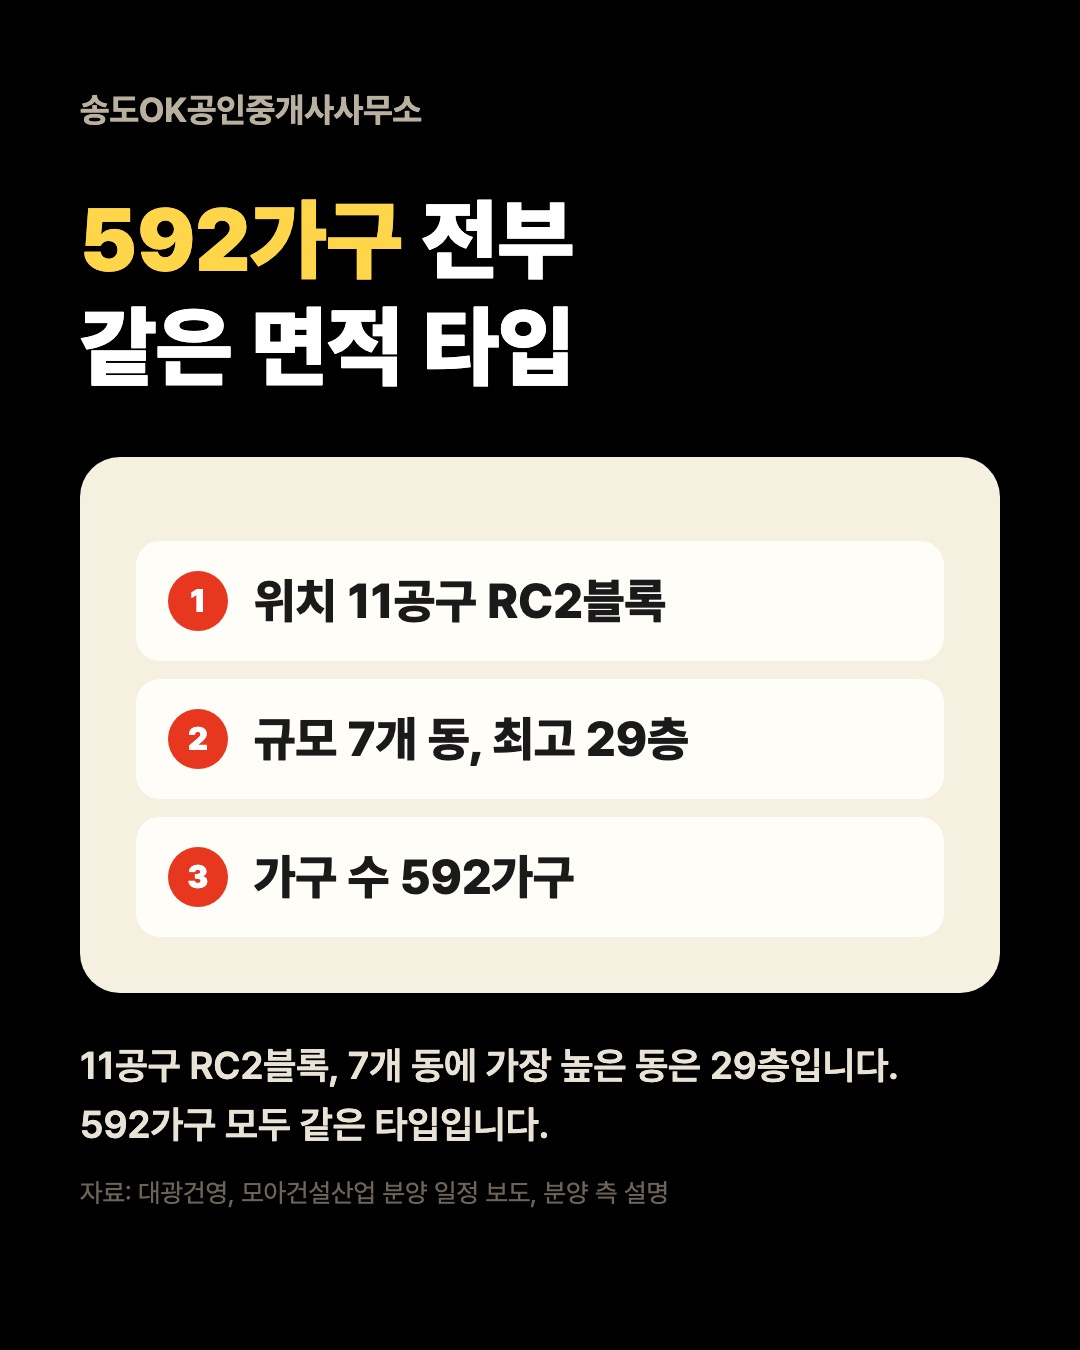 송도OK공인중개사사무소
592가구 전부
같은 면적 타입
1 위치 11공구 RC2블록
2 규모 7개 동, 최고 29층
3 가구 수 592가구
11공구 RC2블록, 7개 동에 가장 높은 동은 29층입니다.
592가구 모두 같은 타입입니다.
자료: 대광건영, 모아건설산업 분양 일정 보도, 분양 측 설명